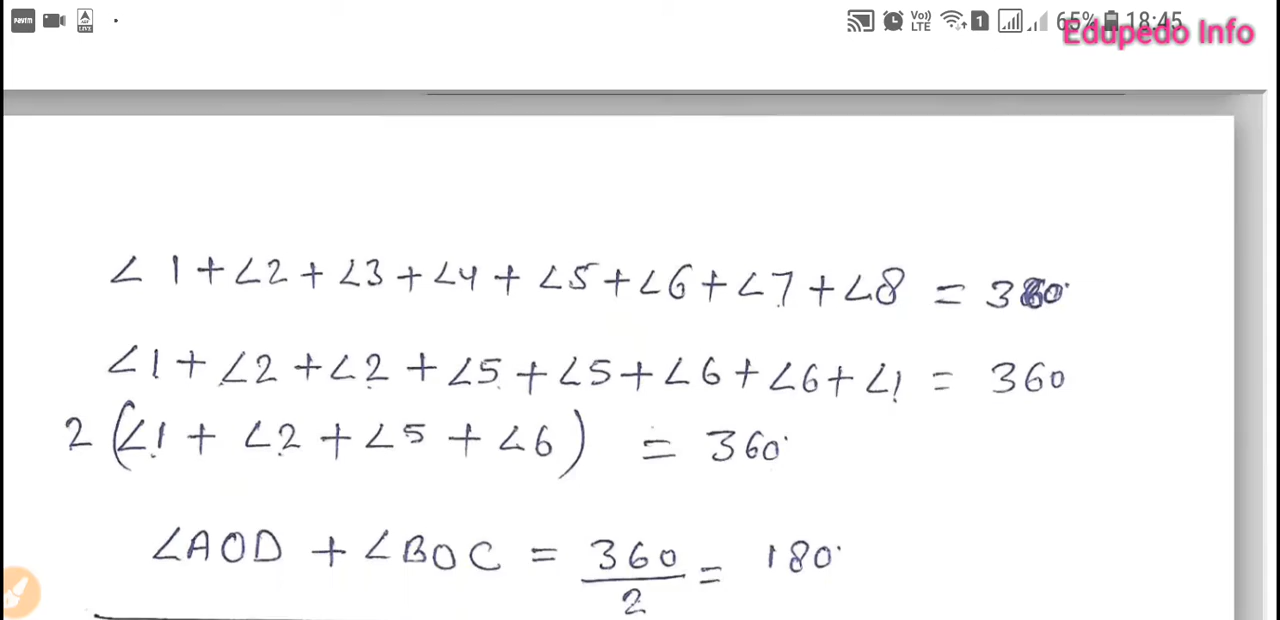 65% 18:45
Edupedo Info
∠1+∠2+∠3+∠4+∠5+∠6+∠7+∠8 = 360°
∠1+∠2+∠2+∠5+∠5+∠6+∠6+∠1 = 360
2(∠1+∠2+∠5+∠6) = 360°
∠AOD + ∠BOC = 360/2 = 180°